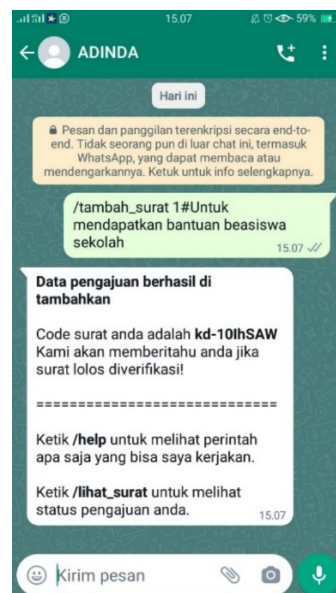 15.07
59%
ADINDA
Hari ini
Pesan dan panggilan terenkripsi secara end-to-
end. Tidak seorang pun di luar chat ini, termasuk
WhatsApp, yang dapat membaca atau
mendengarkannya. Ketuk untuk info selengkapnya.
/tambah_surat 1#Untuk
mendapatkan bantuan beasiswa
sekolah
15.07
Data pengajuan berhasil di
tambahkan
Code surat anda adalah kd-10IhSAW
Kami akan memberitahu anda jika
surat lolos diverifikasi!
=============================
Ketik /help untuk melihat perintah
apa saja yang bisa saya kerjakan.
Ketik /lihat_surat untuk melihat
status pengajuan anda.
15.07
Kirim pesan